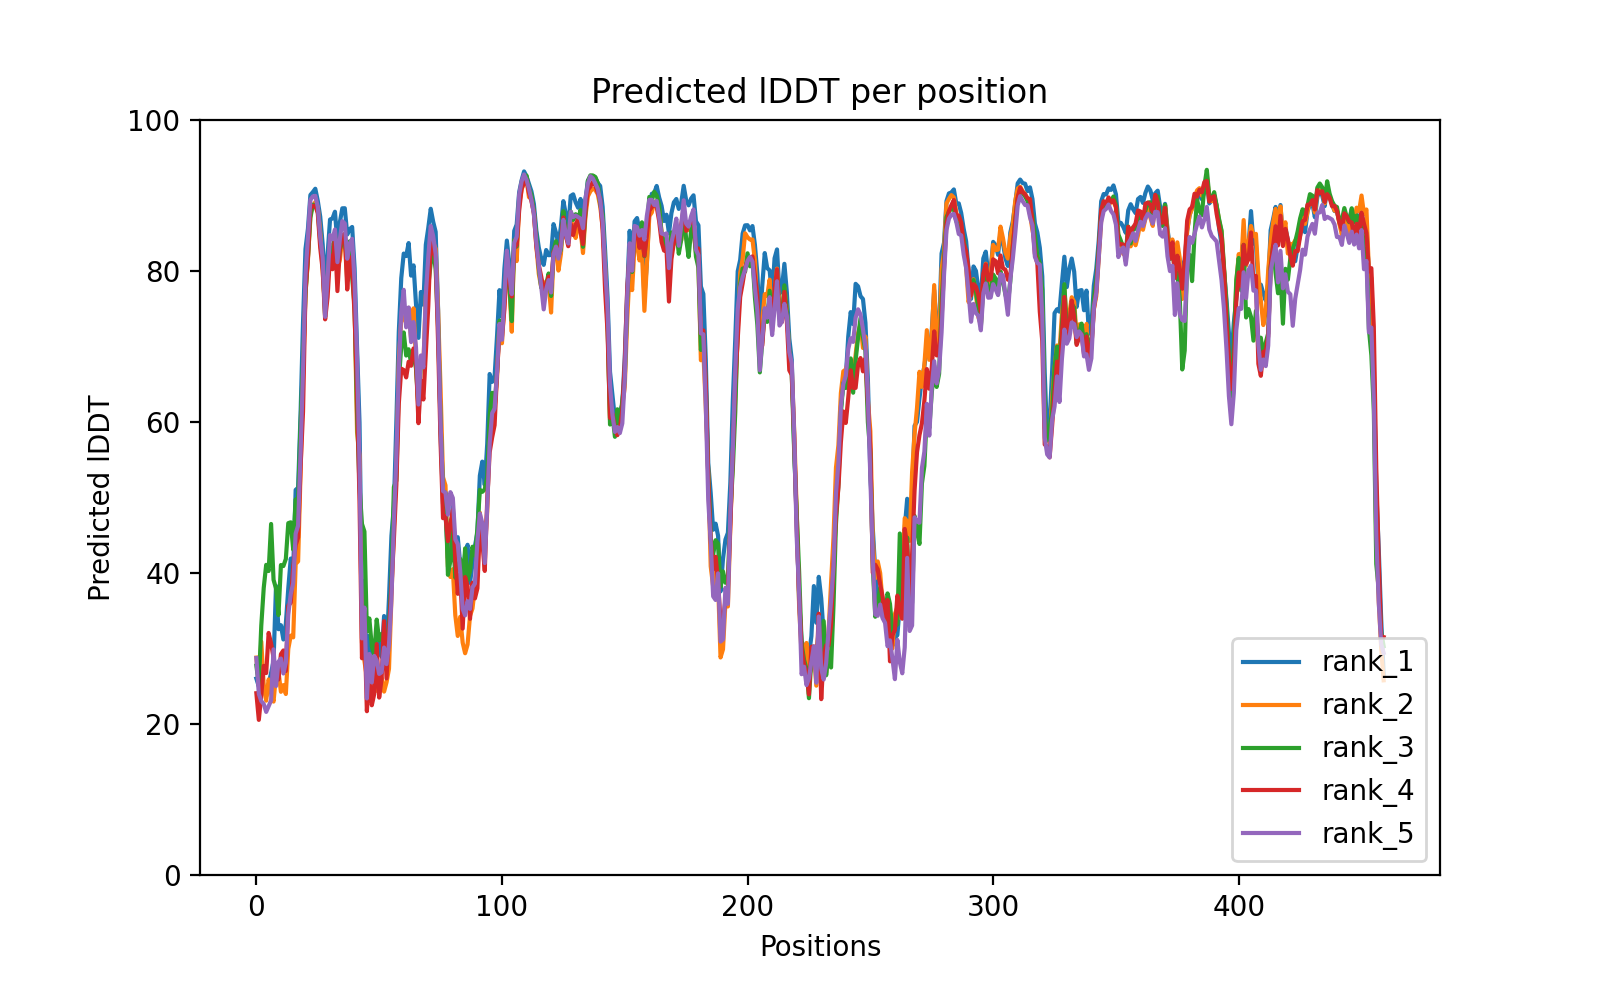 Predicted lDDT per position
100
80
60
40
20
0
Predicted lDDT
0 100 200 300 400
Positions
rank_1
rank_2
rank_3
rank_4
rank_5